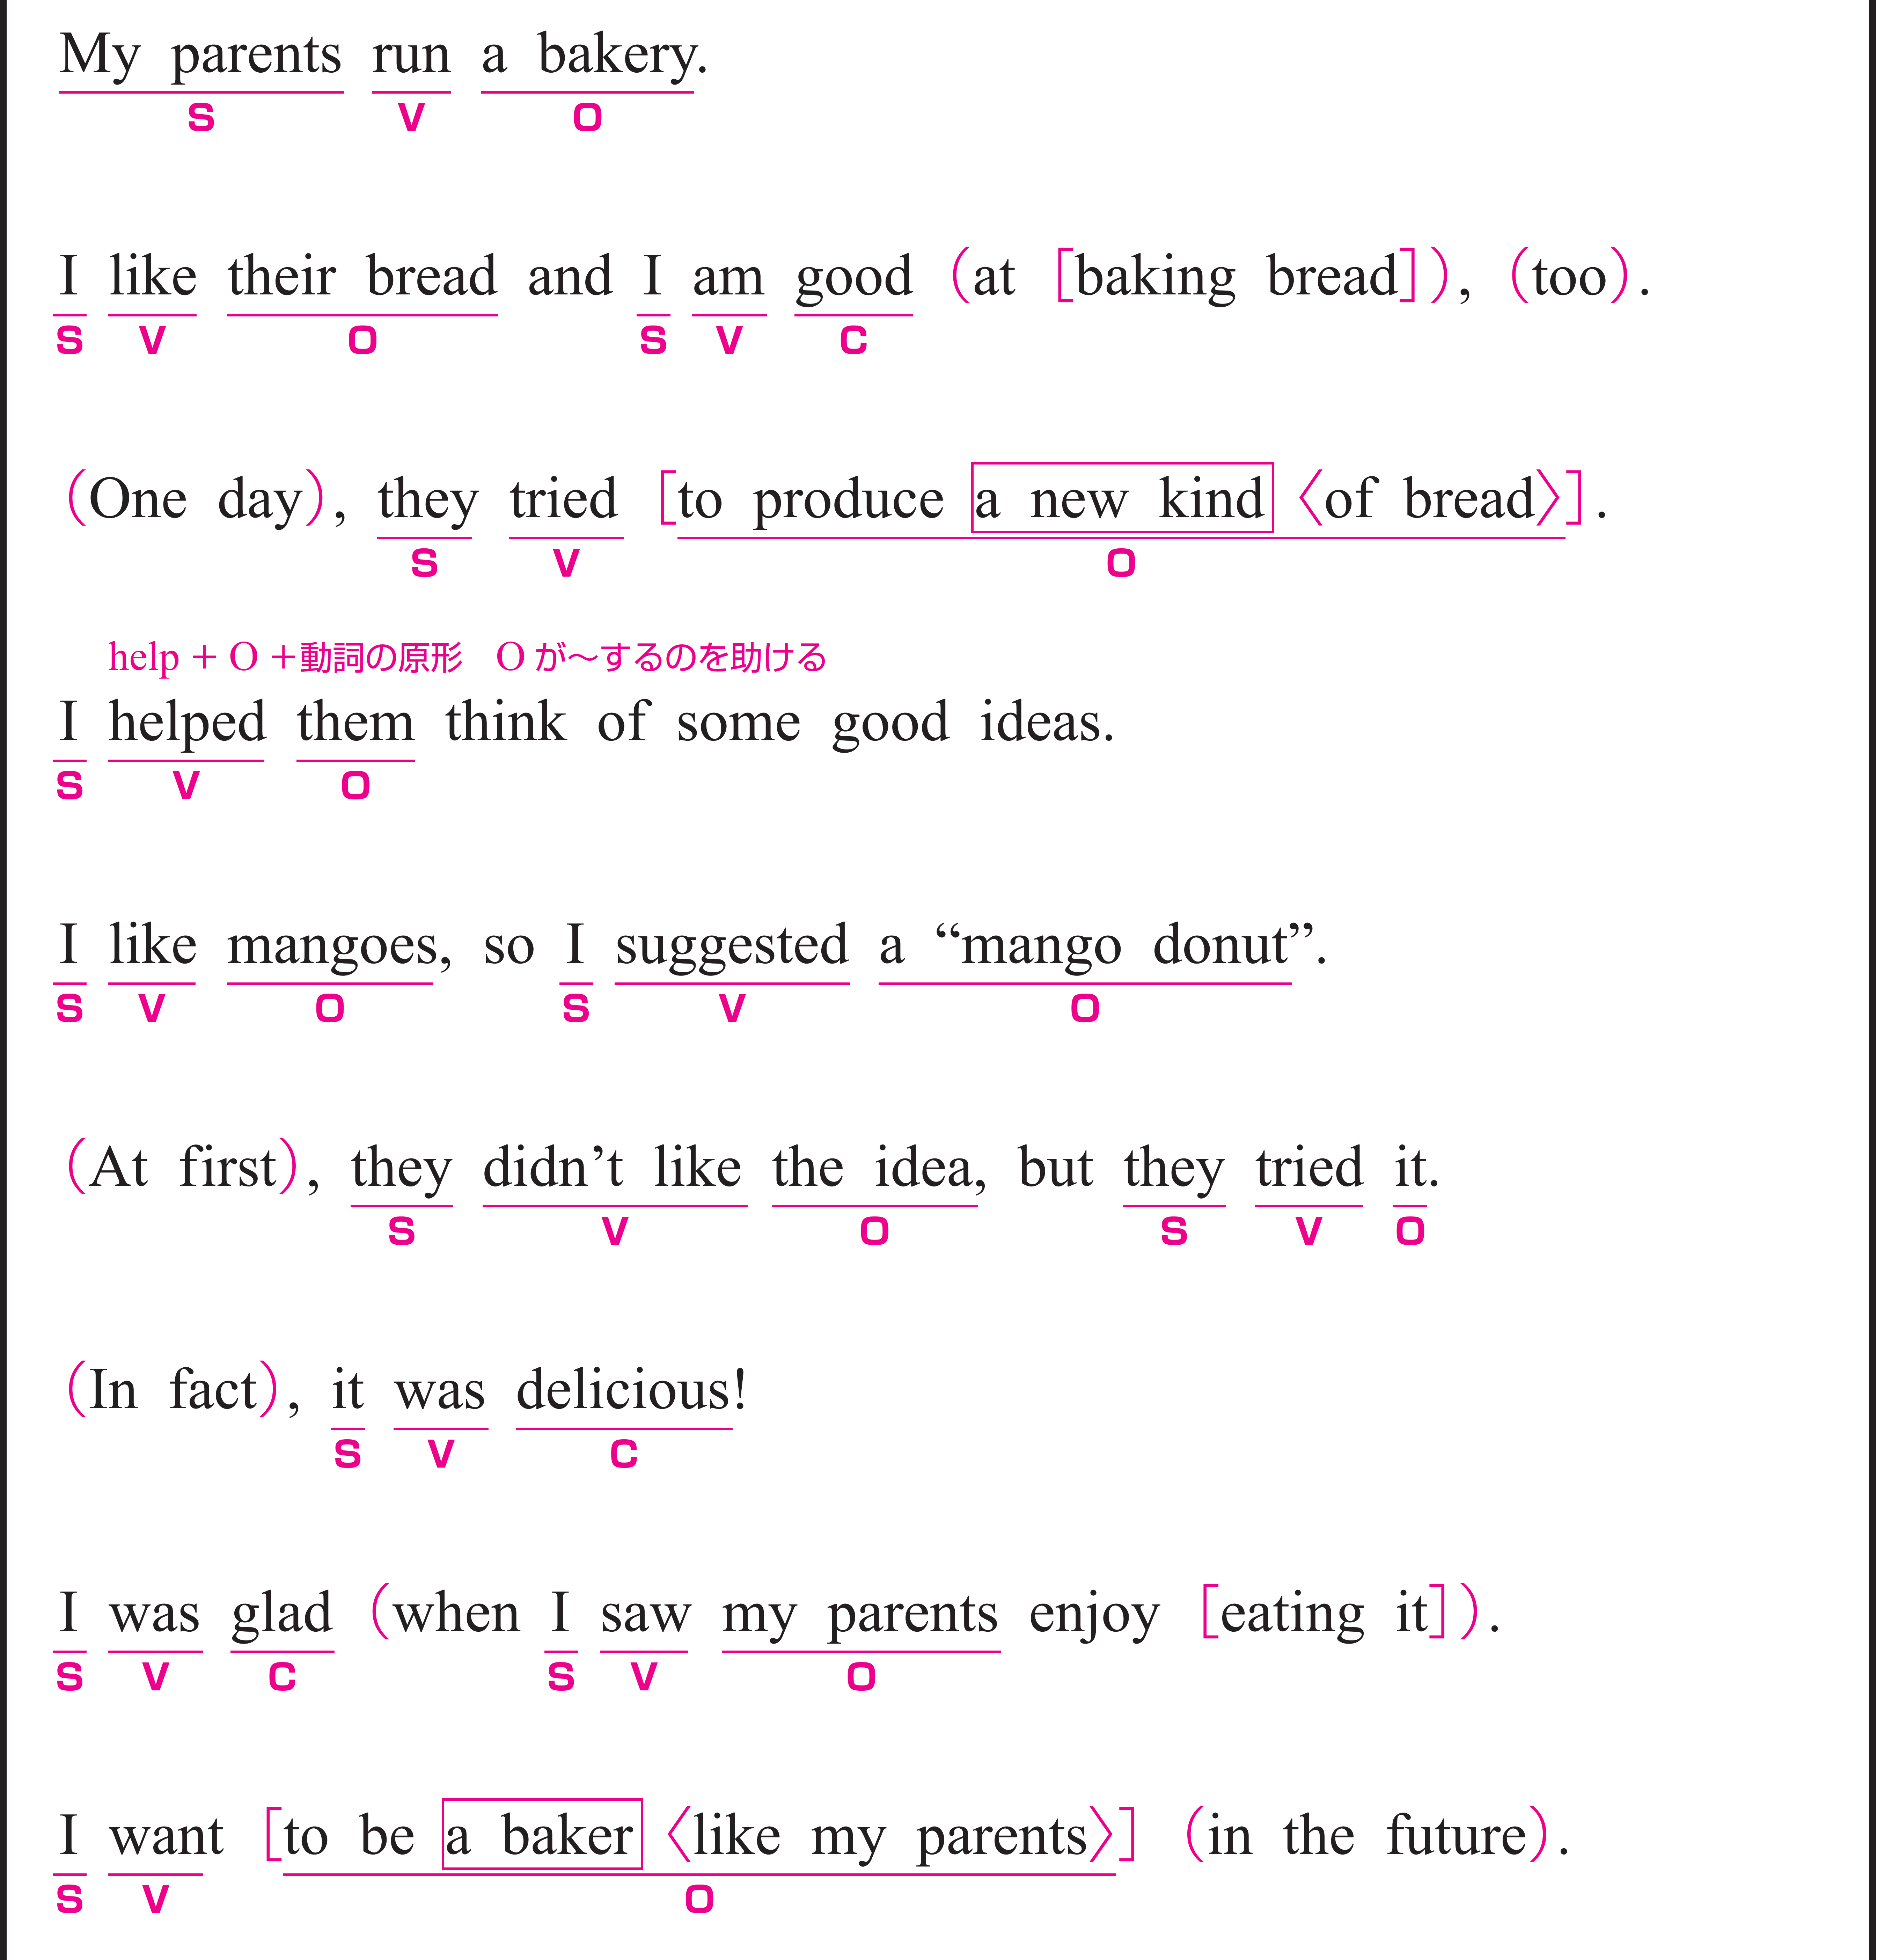 My parents run a bakery.
S V O
I like their bread and I am good (at [baking bread]), (too).
S V O S V C
(One day), they tried [to produce a new kind 〈of bread〉].
S V O
help + O +動詞の原形 O が〜するのを助ける
I helped them think of some good ideas.
S V O
I like mangoes, so I suggested a “mango donut”.
S V O S V O
(At first), they didn’t like the idea, but they tried it.
S V O S V O
(In fact), it was delicious!
S V C
I was glad (when I saw my parents enjoy [eating it]).
S V C S V O
I want [to be a baker 〈like my parents〉] (in the future).
S V O